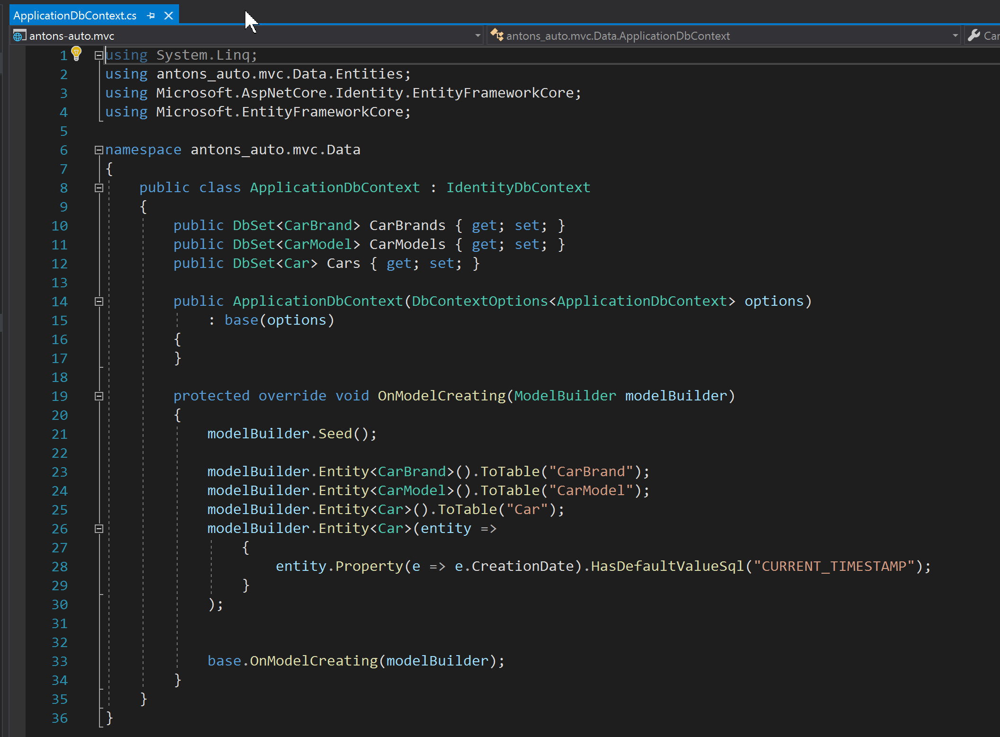 ApplicationDbContext.cs
antons-auto.mvc antons_auto.mvc.Data.ApplicationDbContext
1 using System.Linq;
2 using antons_auto.mvc.Data.Entities;
3 using Microsoft.AspNetCore.Identity.EntityFrameworkCore;
4 using Microsoft.EntityFrameworkCore;
5
6 namespace antons_auto.mvc.Data
7 {
8 public class ApplicationDbContext : IdentityDbContext
9 {
10 public DbSet<CarBrand> CarBrands { get; set; }
11 public DbSet<CarModel> CarModels { get; set; }
12 public DbSet<Car> Cars { get; set; }
13
14 public ApplicationDbContext(DbContextOptions<ApplicationDbContext> options)
15 : base(options)
16 {
17 }
18
19 protected override void OnModelCreating(ModelBuilder modelBuilder)
20 {
21 modelBuilder.Seed();
22
23 modelBuilder.Entity<CarBrand>().ToTable("CarBrand");
24 modelBuilder.Entity<CarModel>().ToTable("CarModel");
25 modelBuilder.Entity<Car>().ToTable("Car");
26 modelBuilder.Entity<Car>(entity =>
27 {
28 entity.Property(e => e.CreationDate).HasDefaultValueSql("CURRENT_TIMESTAMP");
29 }
30 );
31
32
33 base.OnModelCreating(modelBuilder);
34 }
35 }
36 }